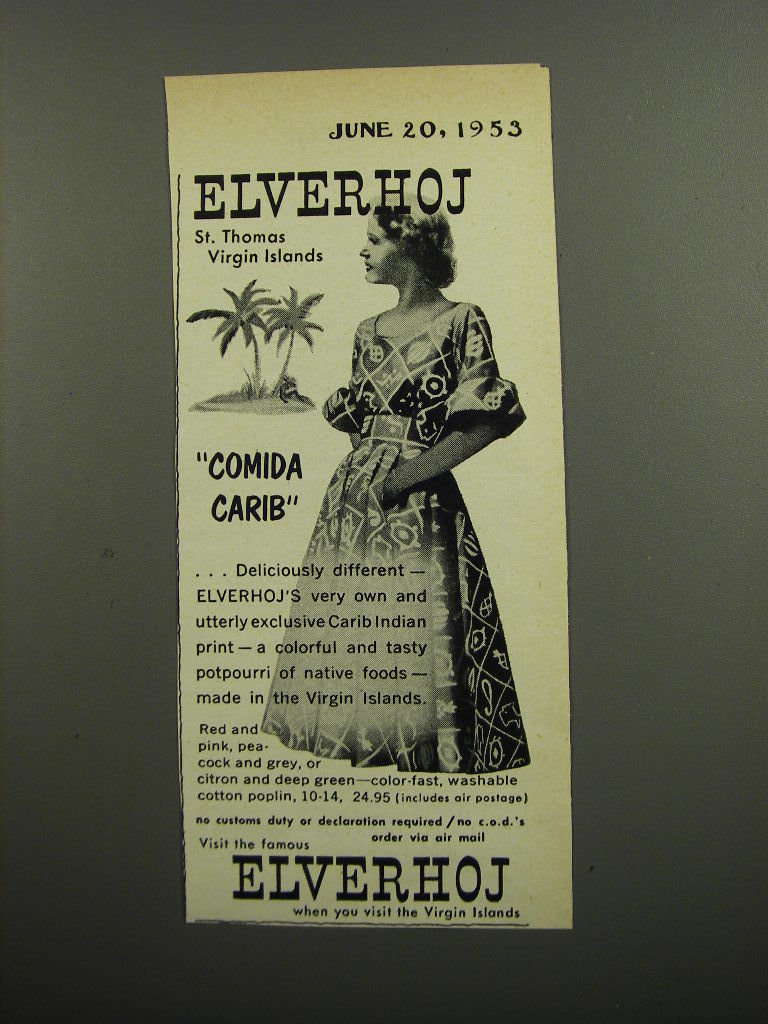 JUNE 20, 1953
ELVERHOJ
St. Thomas
Virgin Islands
"COMIDA
CARIB"
. . . Deliciously different —
ELVERHOJ'S very own and
utterly exclusive Carib Indian
print — a colorful and tasty
potpourri of native foods —
made in the Virgin Islands.
Red and
pink, pea-
cock and grey, or
citron and deep green—color-fast, washable
cotton poplin, 10-14, 24.95 (includes air postage)
no customs duty or declaration required / no c.o.d.'s
order via air mail
Visit the famous
ELVERHOJ
when you visit the Virgin Islands